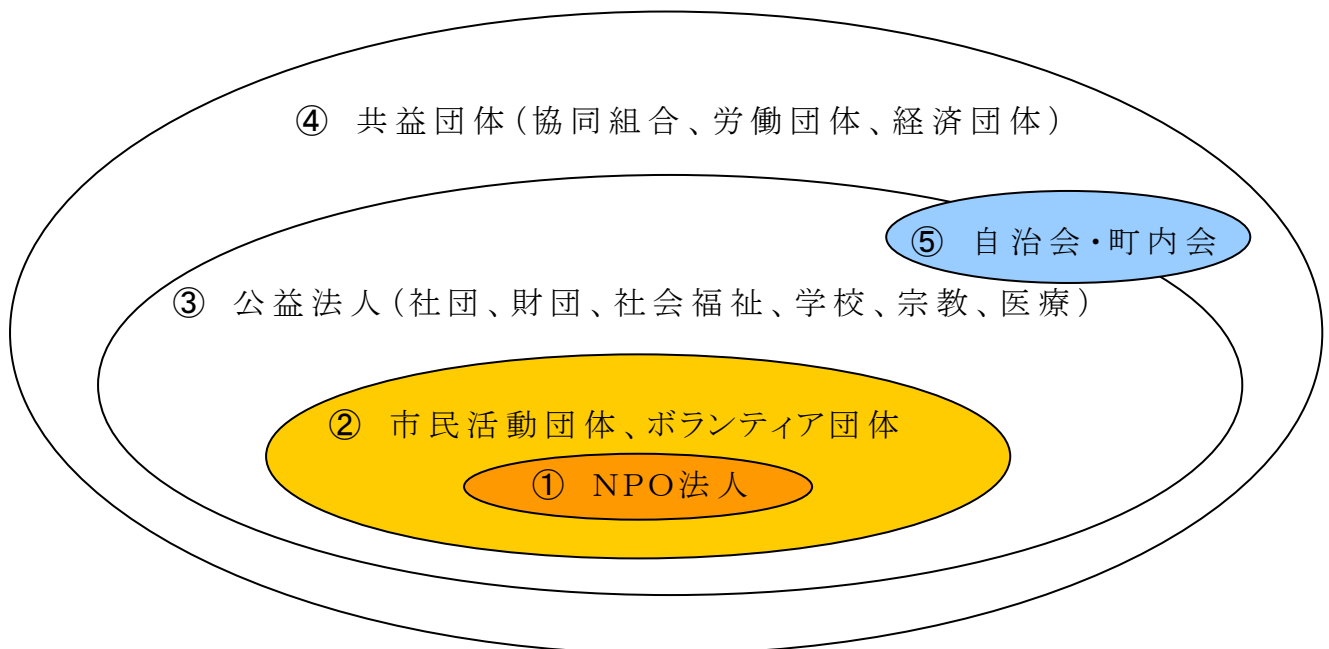 ④ 共益団体(協同組合、労働団体、経済団体)
⑤ 自治会・町内会
③ 公益法人(社団、財団、社会福祉、学校、宗教、医療)
② 市民活動団体、ボランティア団体
① NPO法人